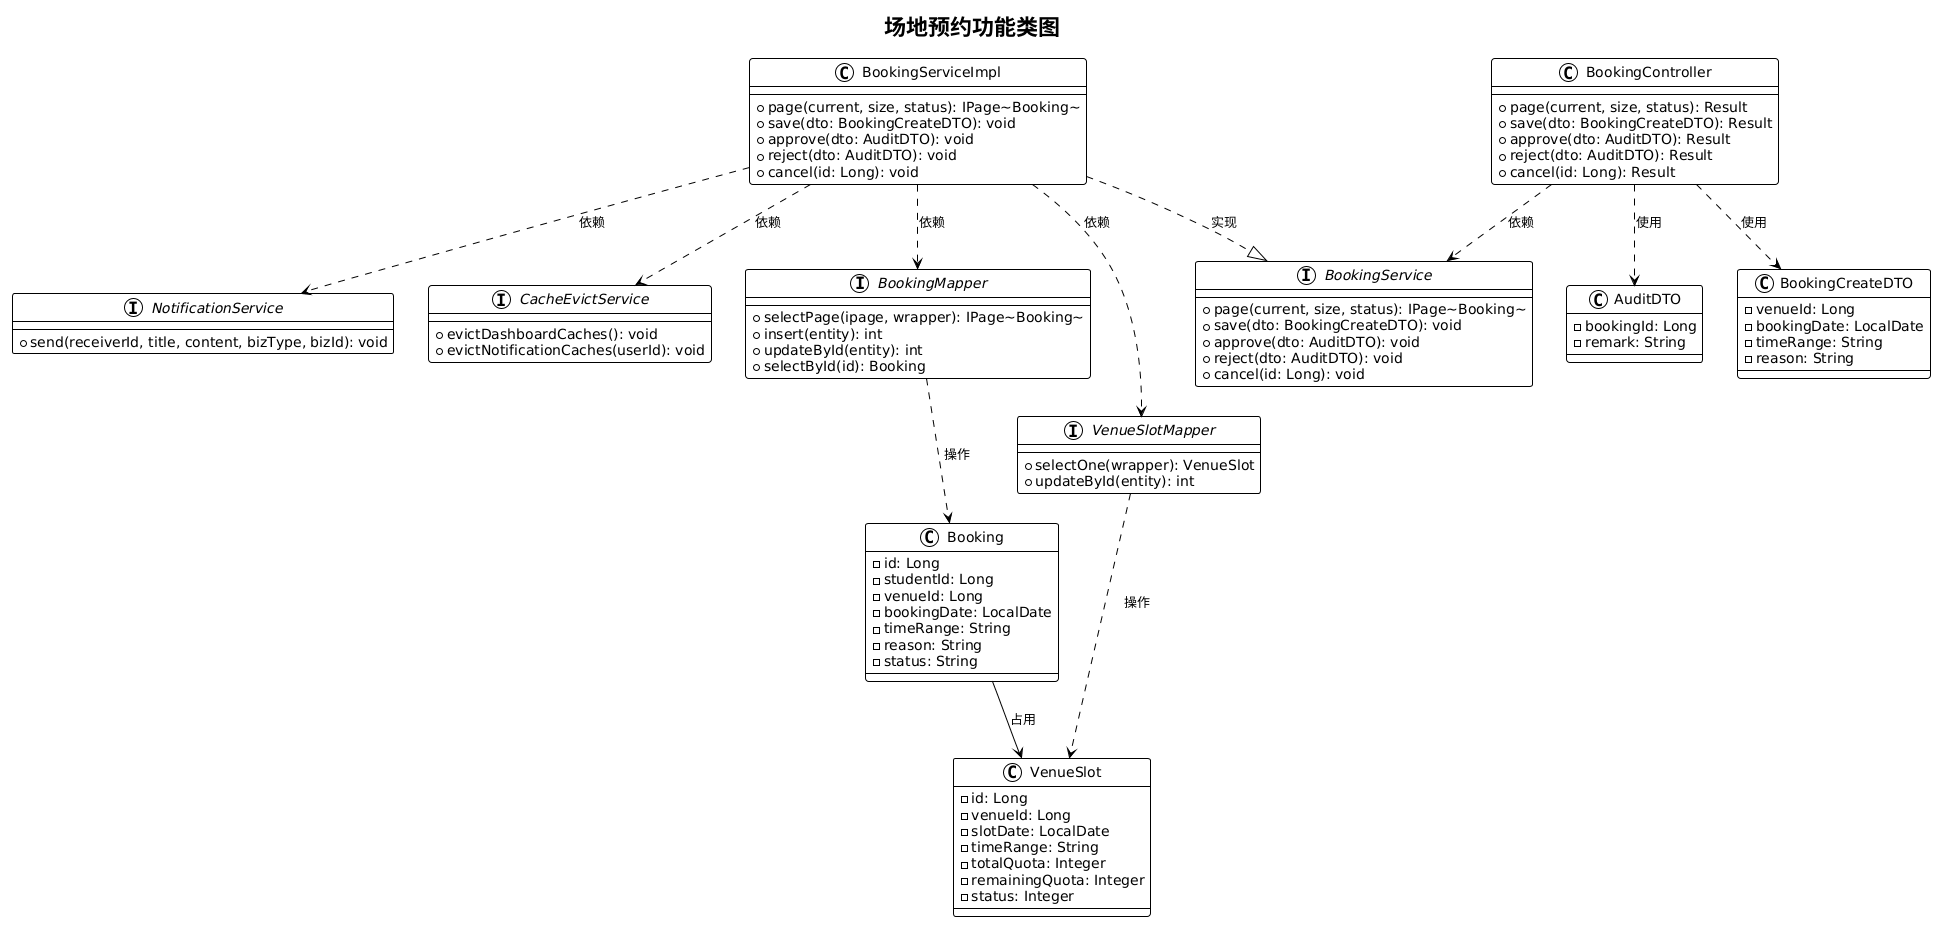 场地预约功能类图
C BookingServiceImpl
page(current, size, status): IPage~Booking~
save(dto: BookingCreateDTO): void
approve(dto: AuditDTO): void
reject(dto: AuditDTO): void
cancel(id: Long): void
C BookingController
page(current, size, status): Result
save(dto: BookingCreateDTO): Result
approve(dto: AuditDTO): Result
reject(dto: AuditDTO): Result
cancel(id: Long): Result
依赖
依赖
依赖
依赖
实现
依赖
使用
使用
I NotificationService
send(receiverId, title, content, bizType, bizId): void
I CacheEvictService
evictDashboardCaches(): void
evictNotificationCaches(userId): void
I BookingMapper
selectPage(ipage, wrapper): IPage~Booking~
insert(entity): int
updateById(entity): int
selectById(id): Booking
I BookingService
page(current, size, status): IPage~Booking~
save(dto: BookingCreateDTO): void
approve(dto: AuditDTO): void
reject(dto: AuditDTO): void
cancel(id: Long): void
C AuditDTO
bookingId: Long
remark: String
C BookingCreateDTO
venueId: Long
bookingDate: LocalDate
timeRange: String
reason: String
I VenueSlotMapper
selectOne(wrapper): VenueSlot
updateById(entity): int
操作
操作
C Booking
id: Long
studentId: Long
venueId: Long
bookingDate: LocalDate
timeRange: String
reason: String
status: String
占用
C VenueSlot
id: Long
venueId: Long
slotDate: LocalDate
timeRange: String
totalQuota: Integer
remainingQuota: Integer
status: Integer